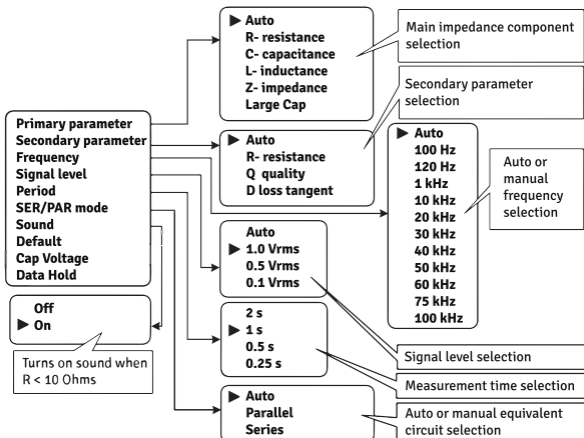 Auto
R- resistance
C- capacitance
L- inductance
Z- impedance
Large Cap
Main impedance component
selection
Primary parameter
Secondary parameter
Frequency
Signal level
Period
SER/PAR mode
Sound
Default
Cap Voltage
Data Hold
Auto
R- resistance
Q quality
D loss tangent
Secondary parameter
selection
Auto
100 Hz
120 Hz
1 kHz
10 kHz
20 kHz
30 kHz
40 kHz
50 kHz
60 kHz
75 kHz
100 kHz
Auto or
manual
frequency
selection
Auto
1.0 Vrms
0.5 Vrms
0.1 Vrms
Signal level selection
Off
On
Turns on sound when
R < 10 Ohms
2 s
1 s
0.5 s
0.25 s
Measurement time selection
Auto
Parallel
Series
Auto or manual equivalent
circuit selection